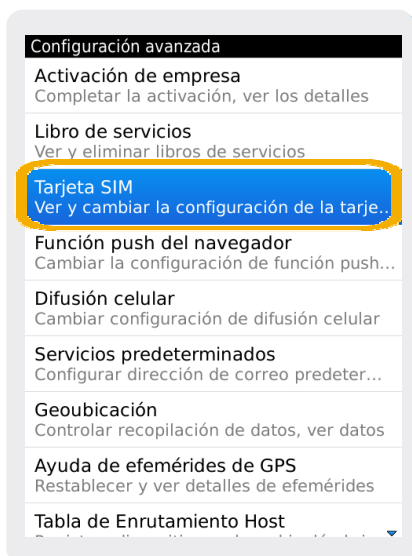 Configuración avanzada
Activación de empresa
Completar la activación, ver los detalles
Libro de servicios
Ver y eliminar libros de servicios
Tarjeta SIM
Ver y cambiar la configuración de la tarje...
Función push del navegador
Cambiar la configuración de función push...
Difusión celular
Cambiar configuración de difusión celular
Servicios predeterminados
Configurar dirección de correo predeter...
Geoubicación
Controlar recopilación de datos, ver datos
Ayuda de efemérides de GPS
Restablecer y ver detalles de efemérides
Tabla de Enrutamiento Host